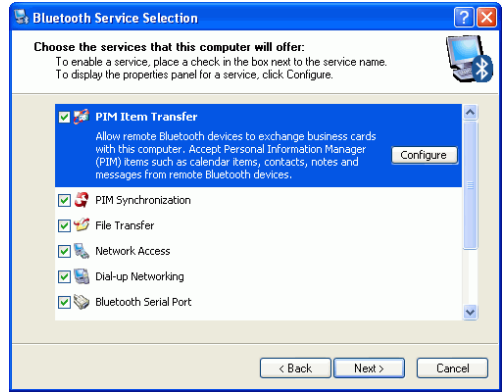 Bluetooth Service Selection
Choose the services that this computer will offer:
To enable a service, place a check in the box next to the service name.
To display the properties panel for a service, click Configure.
PIM Item Transfer
Allow remote Bluetooth devices to exchange business cards
with this computer. Accept Personal Information Manager
(PIM) items such as calendar items, contacts, notes and
messages from remote Bluetooth devices.
Configure
PIM Synchronization
File Transfer
Network Access
Dial-up Networking
Bluetooth Serial Port
< Back
Next >
Cancel